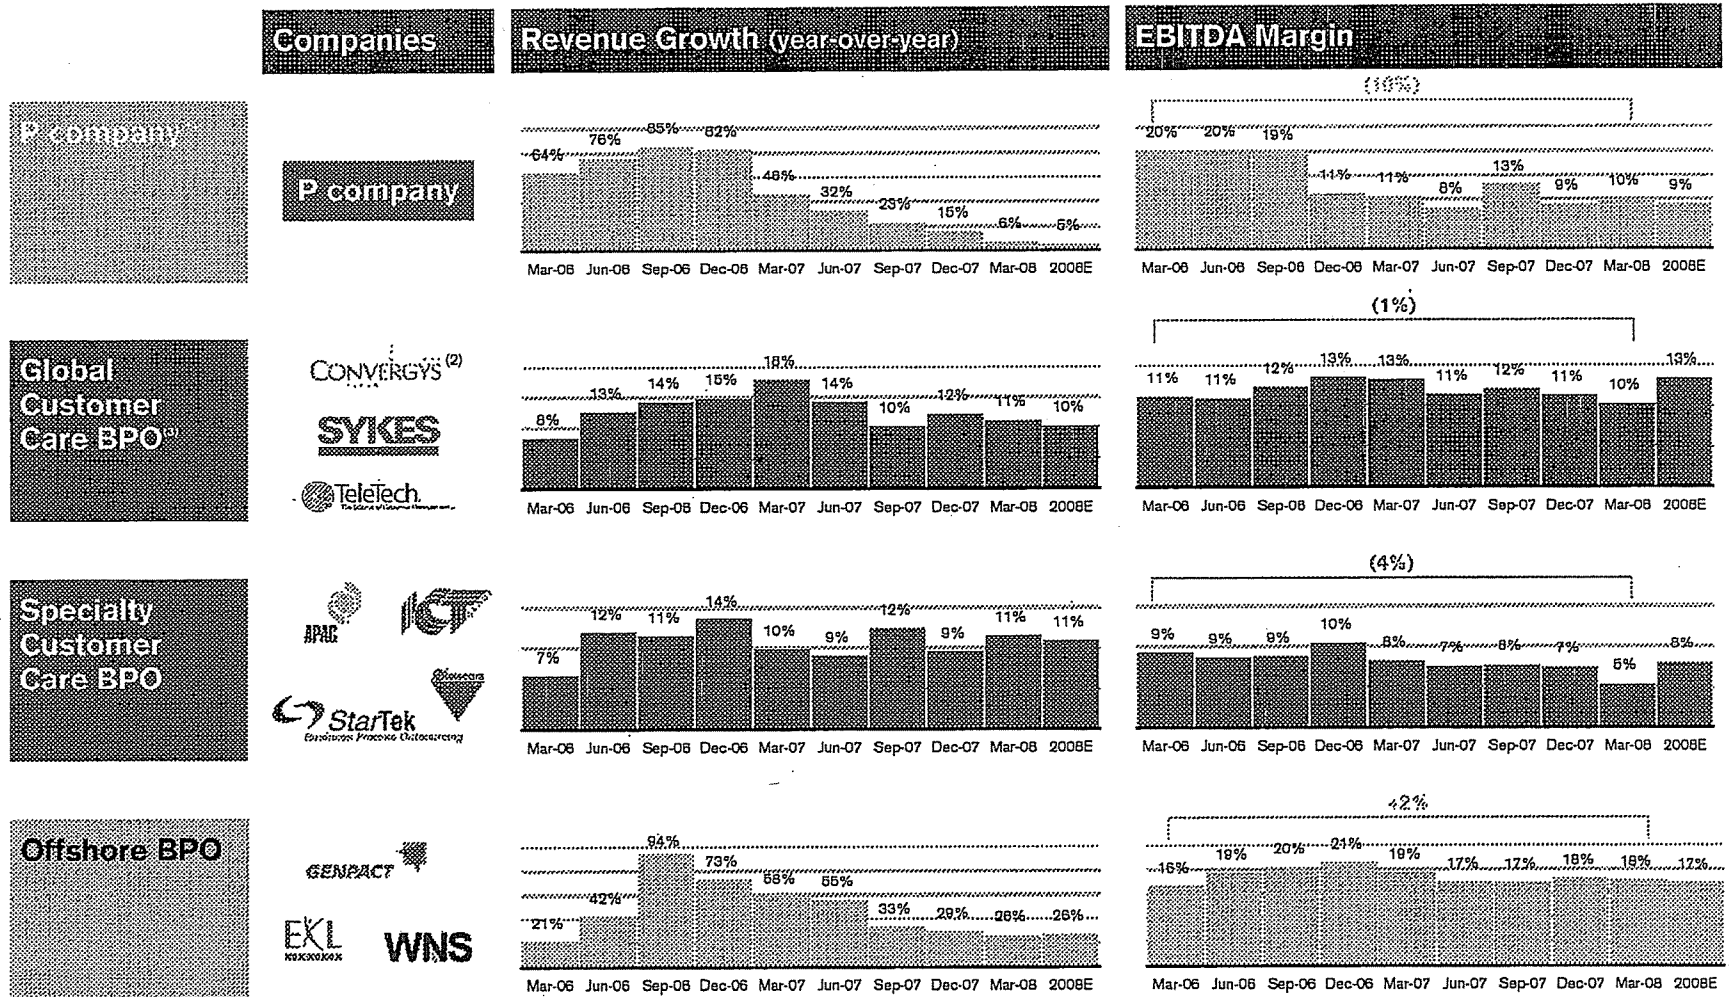 Companies
Revenue Growth (year-over-year)
EBITDA Margin
P company
P company
64% 76% 85% 82% 46% 32% 23% 15% 6% 5%
Mar-06 Jun-06 Sep-06 Dec-06 Mar-07 Jun-07 Sep-07 Dec-07 Mar-08 2008E
(10%)
20% 20% 19% 11% 11% 8% 13% 9% 10% 9%
Mar-06 Jun-06 Sep-06 Dec-06 Mar-07 Jun-07 Sep-07 Dec-07 Mar-08 2008E
Global
Customer
Care BPO
CONVERGYS (2)
SYKES
TeleTech
8% 13% 14% 15% 18% 14% 10% 12% 11% 10%
Mar-06 Jun-06 Sep-06 Dec-06 Mar-07 Jun-07 Sep-07 Dec-07 Mar-08 2008E
(1%)
11% 11% 12% 13% 13% 11% 12% 11% 10% 13%
Mar-06 Jun-06 Sep-06 Dec-06 Mar-07 Jun-07 Sep-07 Dec-07 Mar-08 2008E
Specialty
Customer
Care BPO
APAC
ICT
StarTek
Business Process Outsourcing
7% 12% 11% 14% 10% 9% 12% 9% 11% 11%
Mar-06 Jun-06 Sep-06 Dec-06 Mar-07 Jun-07 Sep-07 Dec-07 Mar-08 2008E
(4%)
9% 9% 9% 10% 8% 7% 8% 7% 5% 8%
Mar-06 Jun-06 Sep-06 Dec-06 Mar-07 Jun-07 Sep-07 Dec-07 Mar-08 2008E
Offshore BPO
GENPACT
EXL
WNS
21% 42% 94% 73% 55% 33% 29% 26% 26%
Mar-06 Jun-06 Sep-06 Dec-06 Mar-07 Jun-07 Sep-07 Dec-07 Mar-08 2008E
16% 19% 20% 21% 19% 17% 17% 18% 18% 17%
Mar-06 Jun-06 Sep-06 Dec-06 Mar-07 Jun-07 Sep-07 Dec-07 Mar-08 2008E